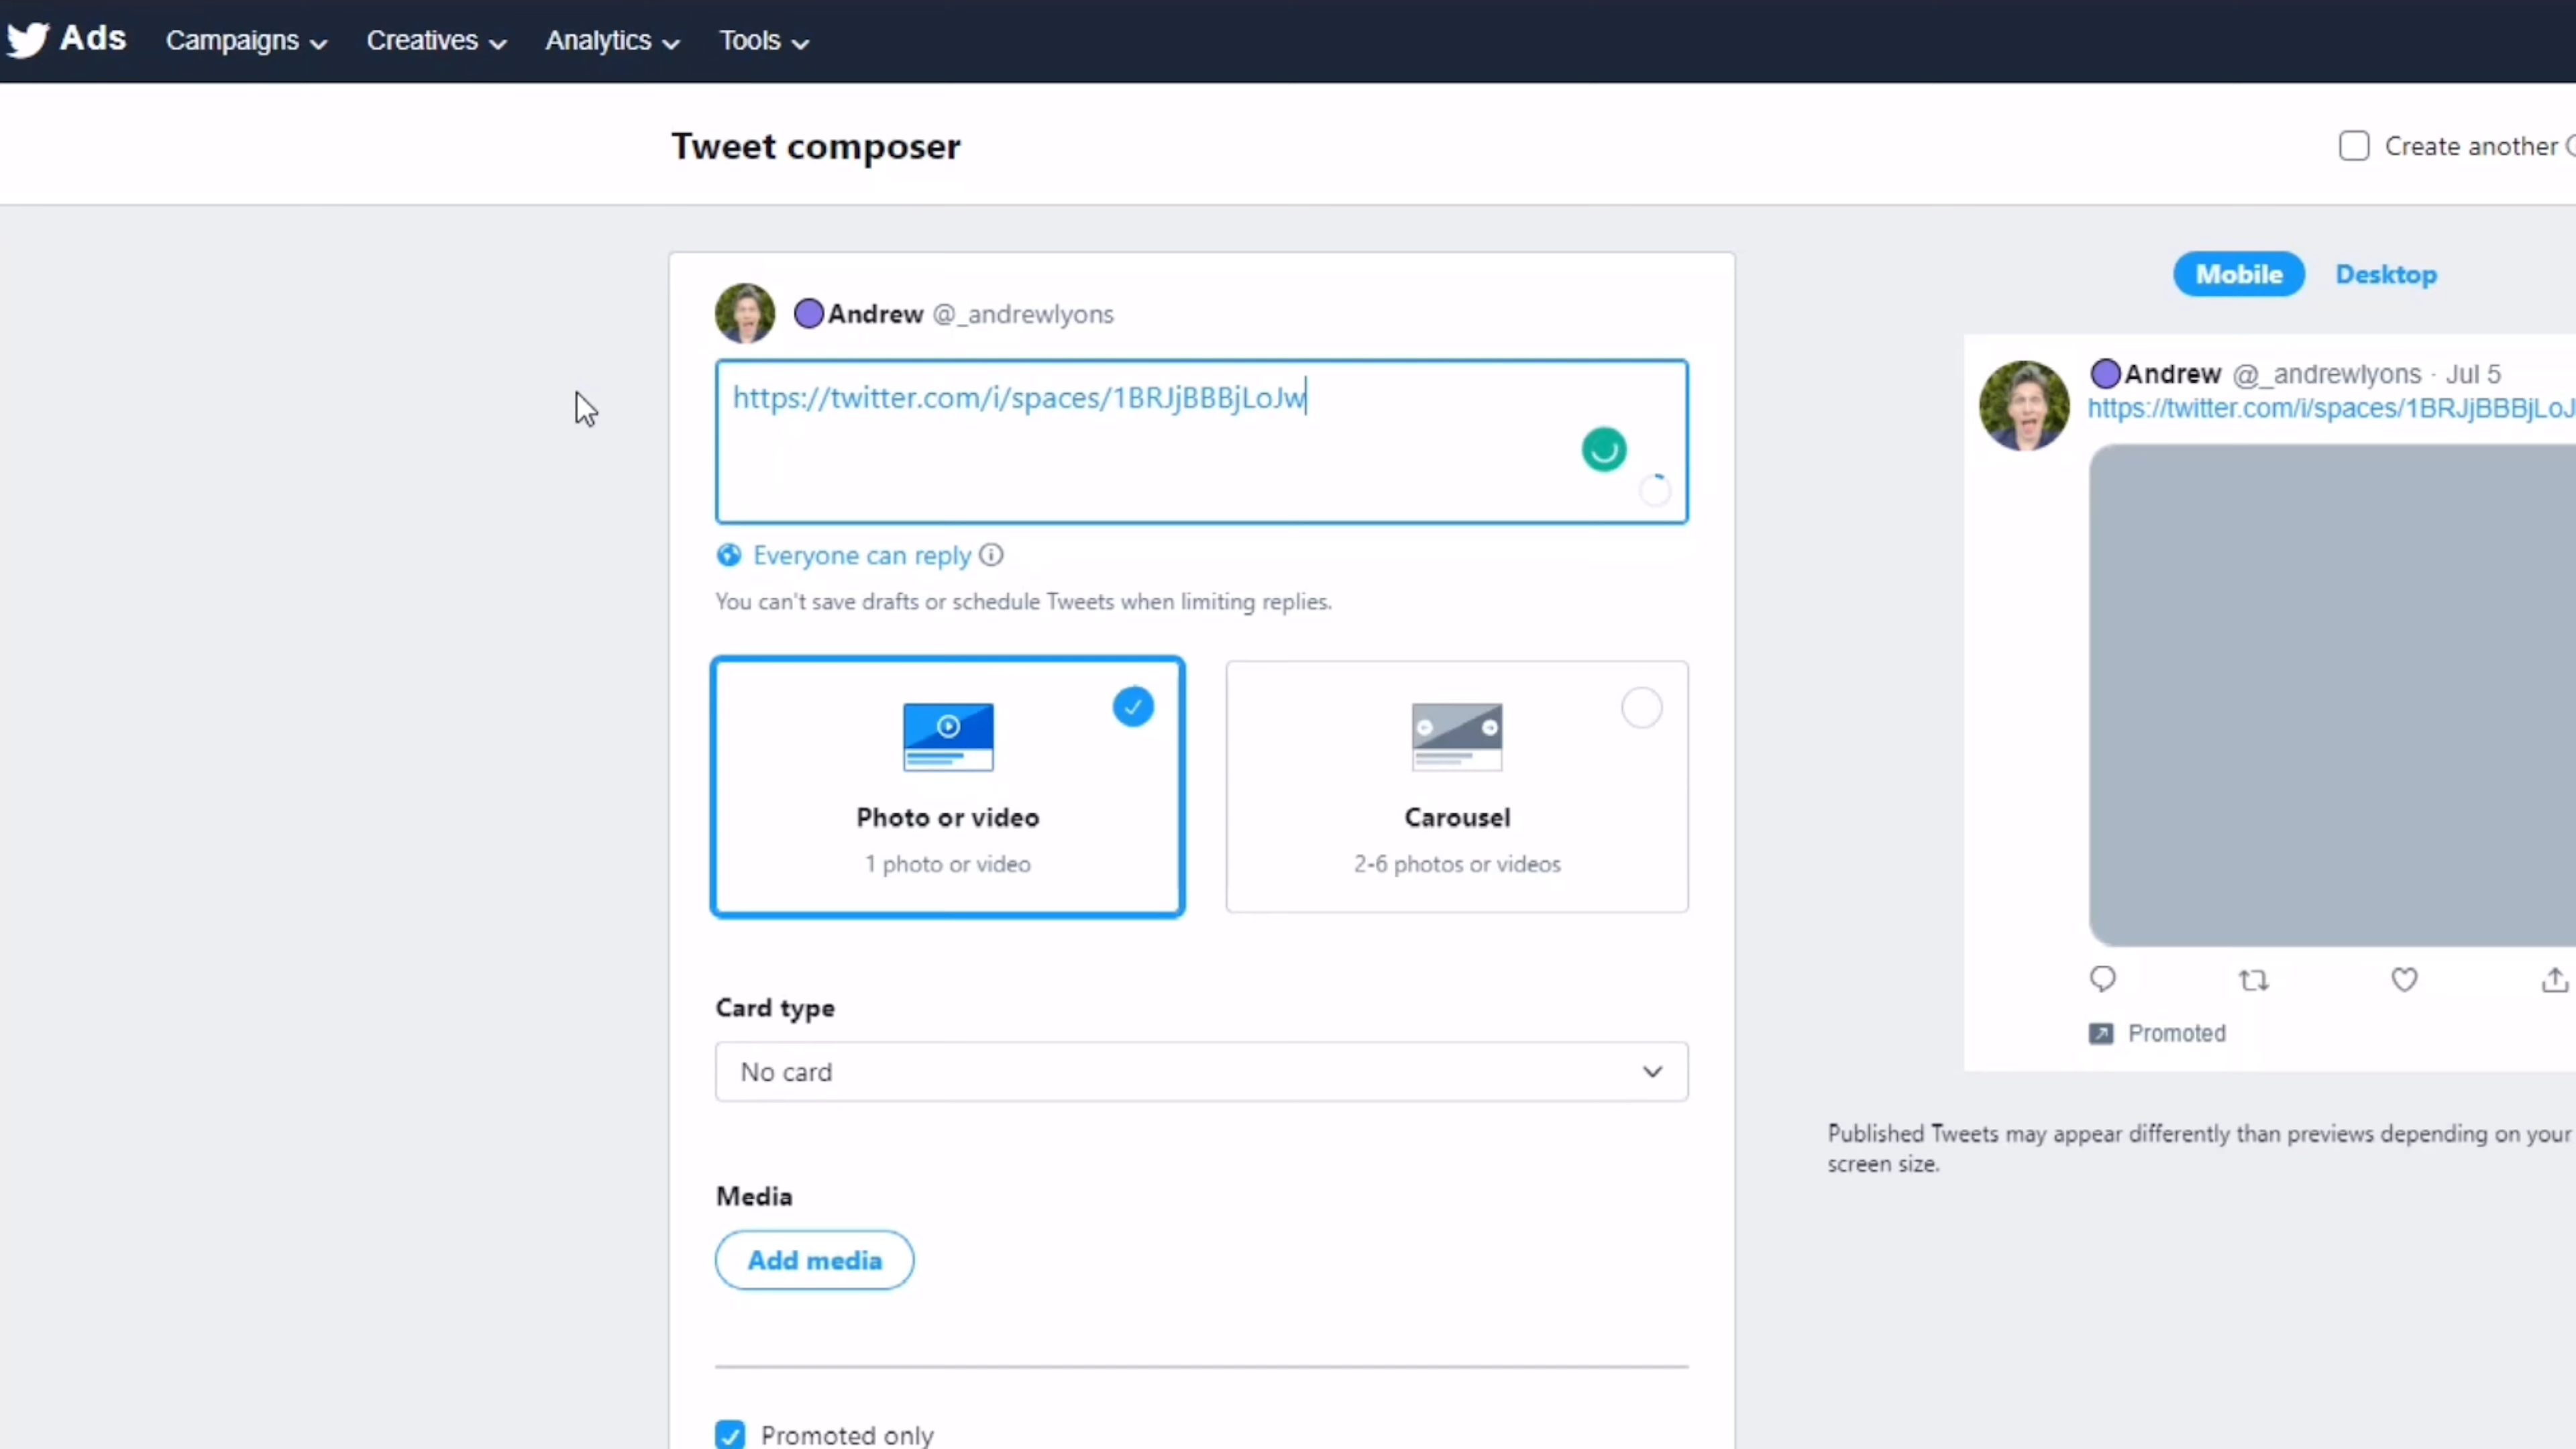 Ads Campaigns Creatives Analytics Tools
Tweet composer
Create another
Andrew @_andrewlyons
https://twitter.com/i/spaces/1BRJjBBBjLoJw
Everyone can reply
You can't save drafts or schedule Tweets when limiting replies.
Photo or video
1 photo or video
Carousel
2-6 photos or videos
Card type
No card
Media
Add media
Promoted only
Mobile Desktop
Andrew @_andrewlyons · Jul 5
https://twitter.com/i/spaces/1BRJjBBBjLoJ
Promoted
Published Tweets may appear differently than previews depending on your
screen size.